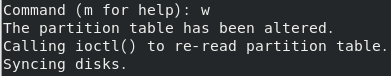 Command (m for help): w
The partition table has been altered.
Calling ioctl() to re-read partition table.
Syncing disks.